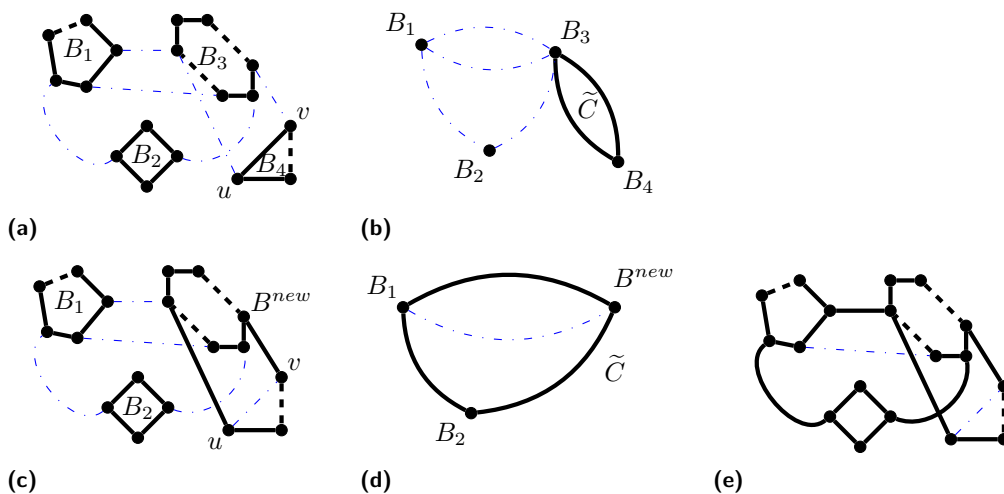 B₁
B₃
v
B₂
B₄
u
(a)
B₁
B₃
C̃
B₂
B₄
(b)
B₁
Bⁿᵉʷ
v
B₂
u
(c)
B₁
Bⁿᵉʷ
C̃
B₂
(d)
(e)